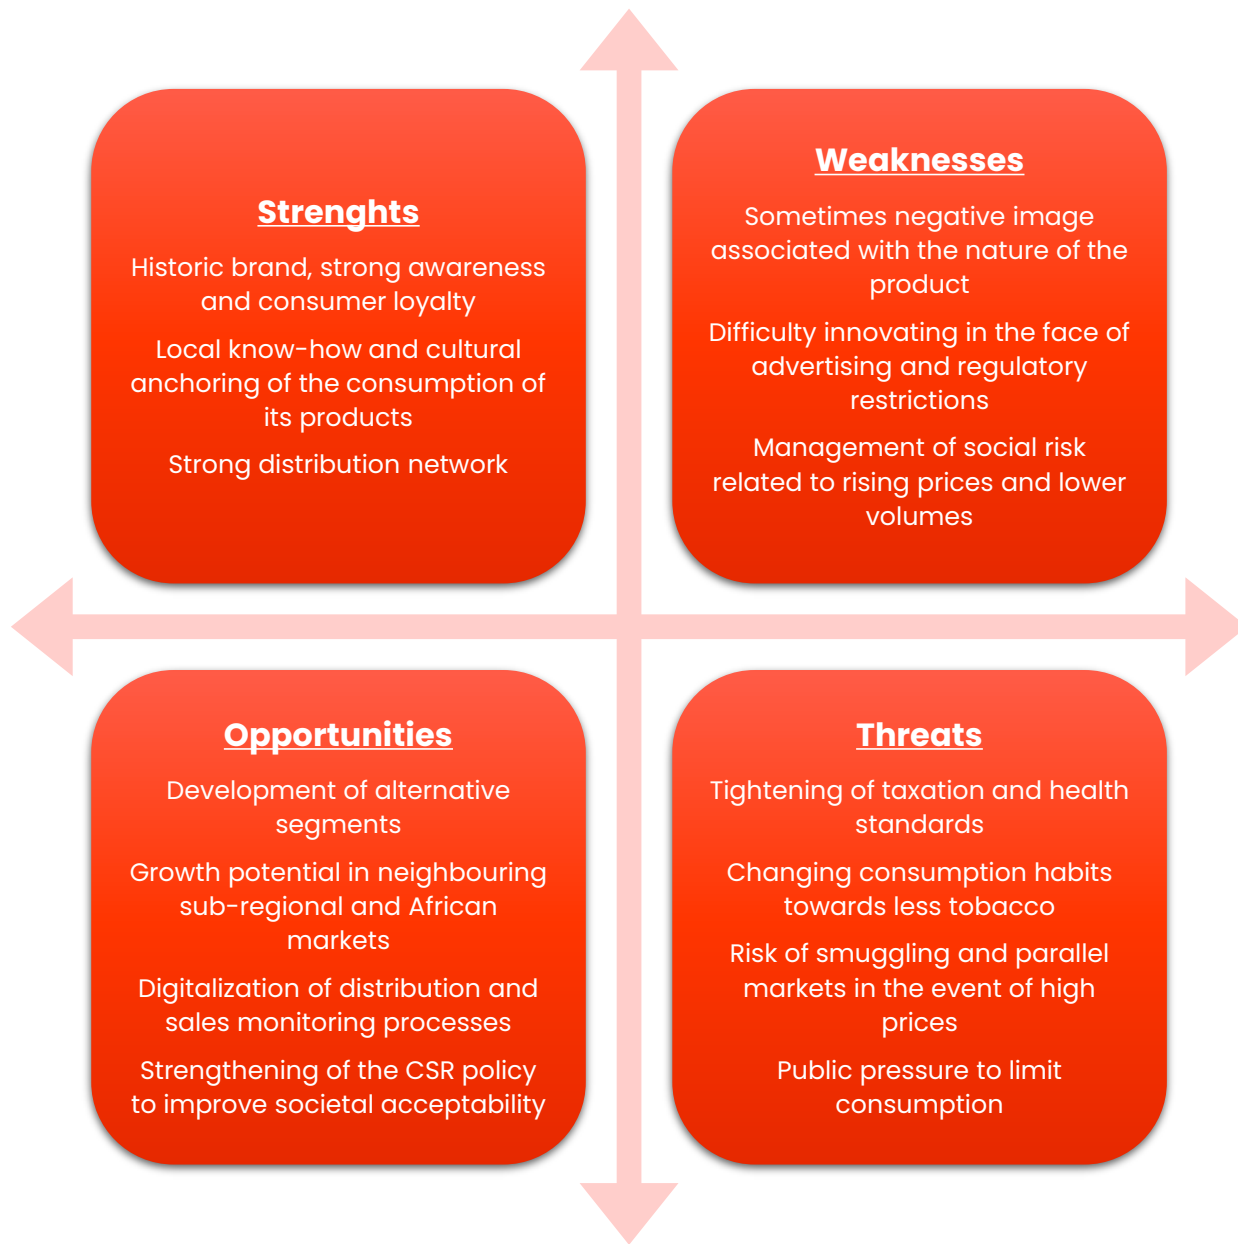 Strenghts
Historic brand, strong awareness
and consumer loyalty
Local know-how and cultural
anchoring of the consumption of
its products
Strong distribution network
Weaknesses
Sometimes negative image
associated with the nature of the
product
Difficulty innovating in the face of
advertising and regulatory
restrictions
Management of social risk
related to rising prices and lower
volumes
Opportunities
Development of alternative
segments
Growth potential in neighbouring
sub-regional and African
markets
Digitalization of distribution and
sales monitoring processes
Strengthening of the CSR policy
to improve societal acceptability
Threats
Tightening of taxation and health
standards
Changing consumption habits
towards less tobacco
Risk of smuggling and parallel
markets in the event of high
prices
Public pressure to limit
consumption